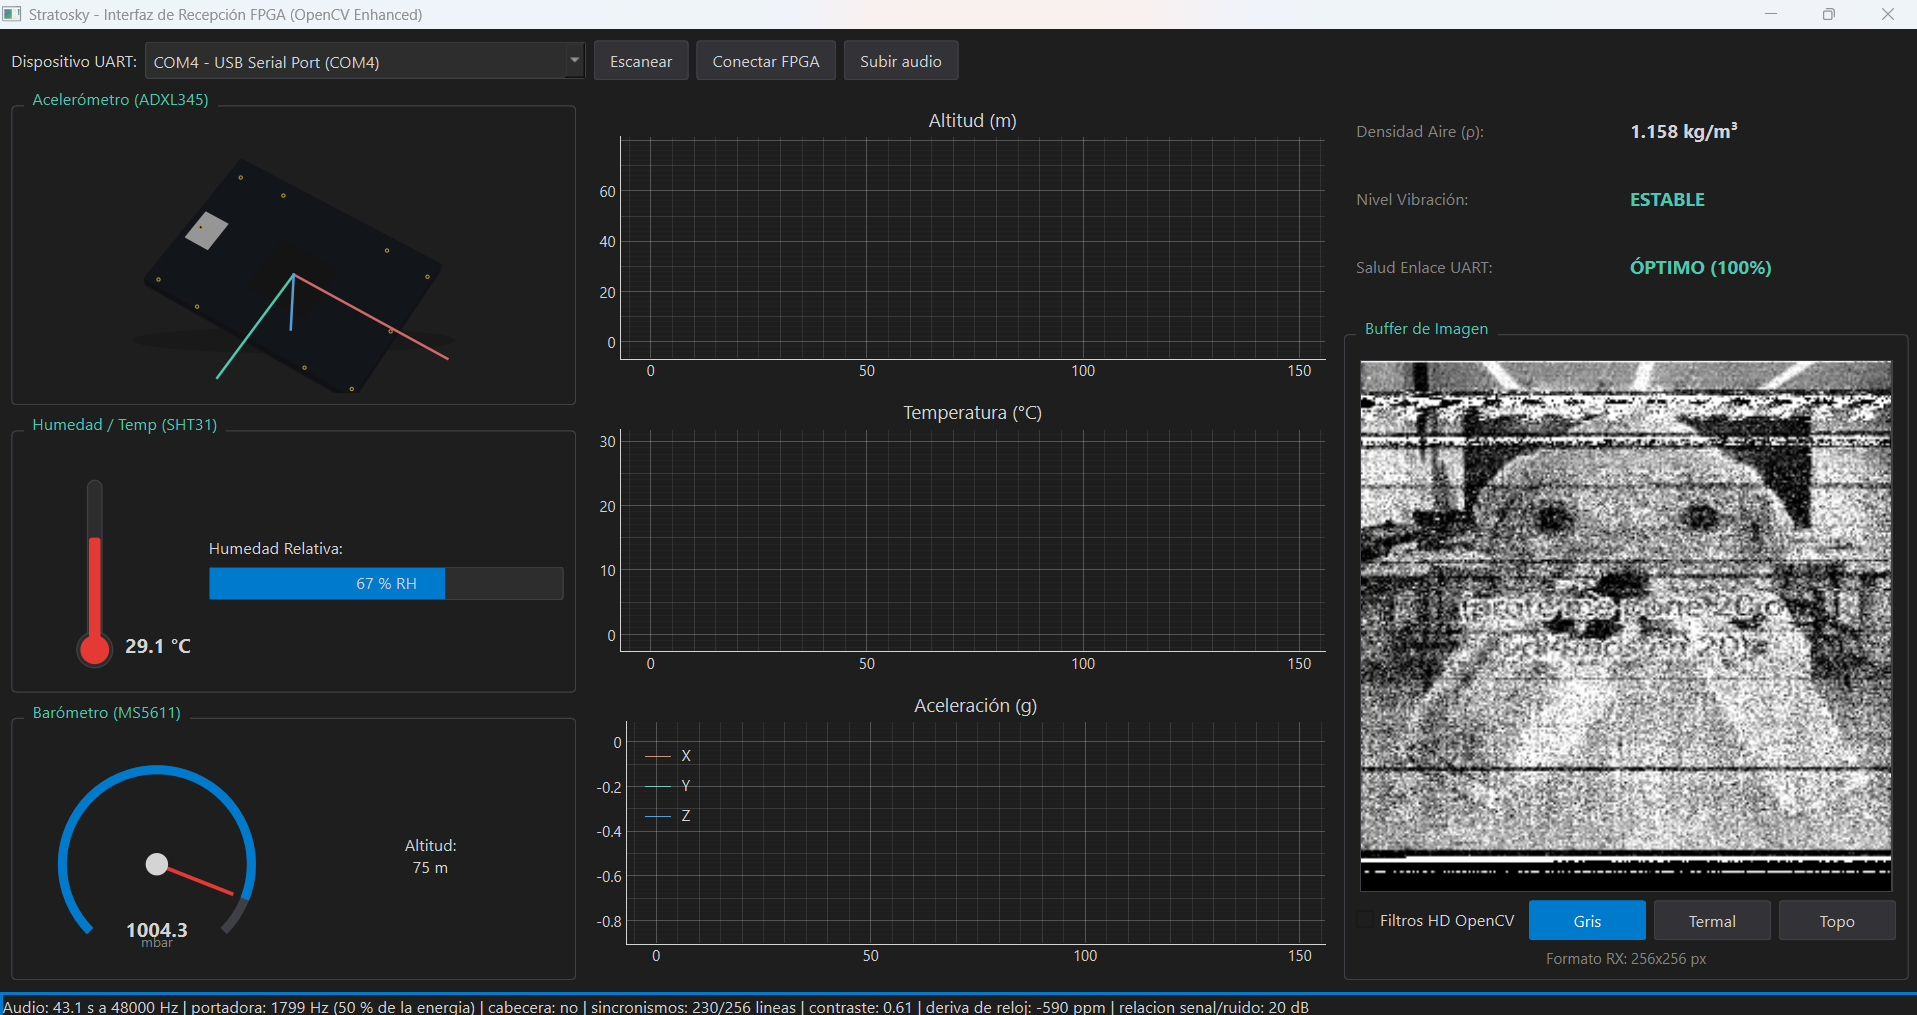 Stratosky - Interfaz de Recepción FPGA (OpenCV Enhanced)
Dispositivo UART: COM4 - USB Serial Port (COM4) Escanear Conectar FPGA Subir audio
Acelerómetro (ADXL345)
Humedad / Temp (SHT31)
Humedad Relativa:
67 % RH
29.1 °C
Barómetro (MS5611)
Altitud:
75 m
1004.3
mbar
Altitud (m)
60
40
20
0
0 50 100 150
Temperatura (°C)
30
20
10
0
0 50 100 150
Aceleración (g)
0
-0.2
-0.4
-0.6
-0.8
X
Y
Z
0 50 100 150
Densidad Aire (ρ): 1.158 kg/m³
Nivel Vibración: ESTABLE
Salud Enlace UART: ÓPTIMO (100%)
Buffer de Imagen
Filtros HD OpenCV Gris Termal Topo
Formato RX: 256x256 px
Audio: 43.1 s a 48000 Hz | portadora: 1799 Hz (50 % de la energia) | cabecera: no | sincronismos: 230/256 lineas | contraste: 0.61 | deriva de reloj: -590 ppm | relacion senal/ruido: 20 dB